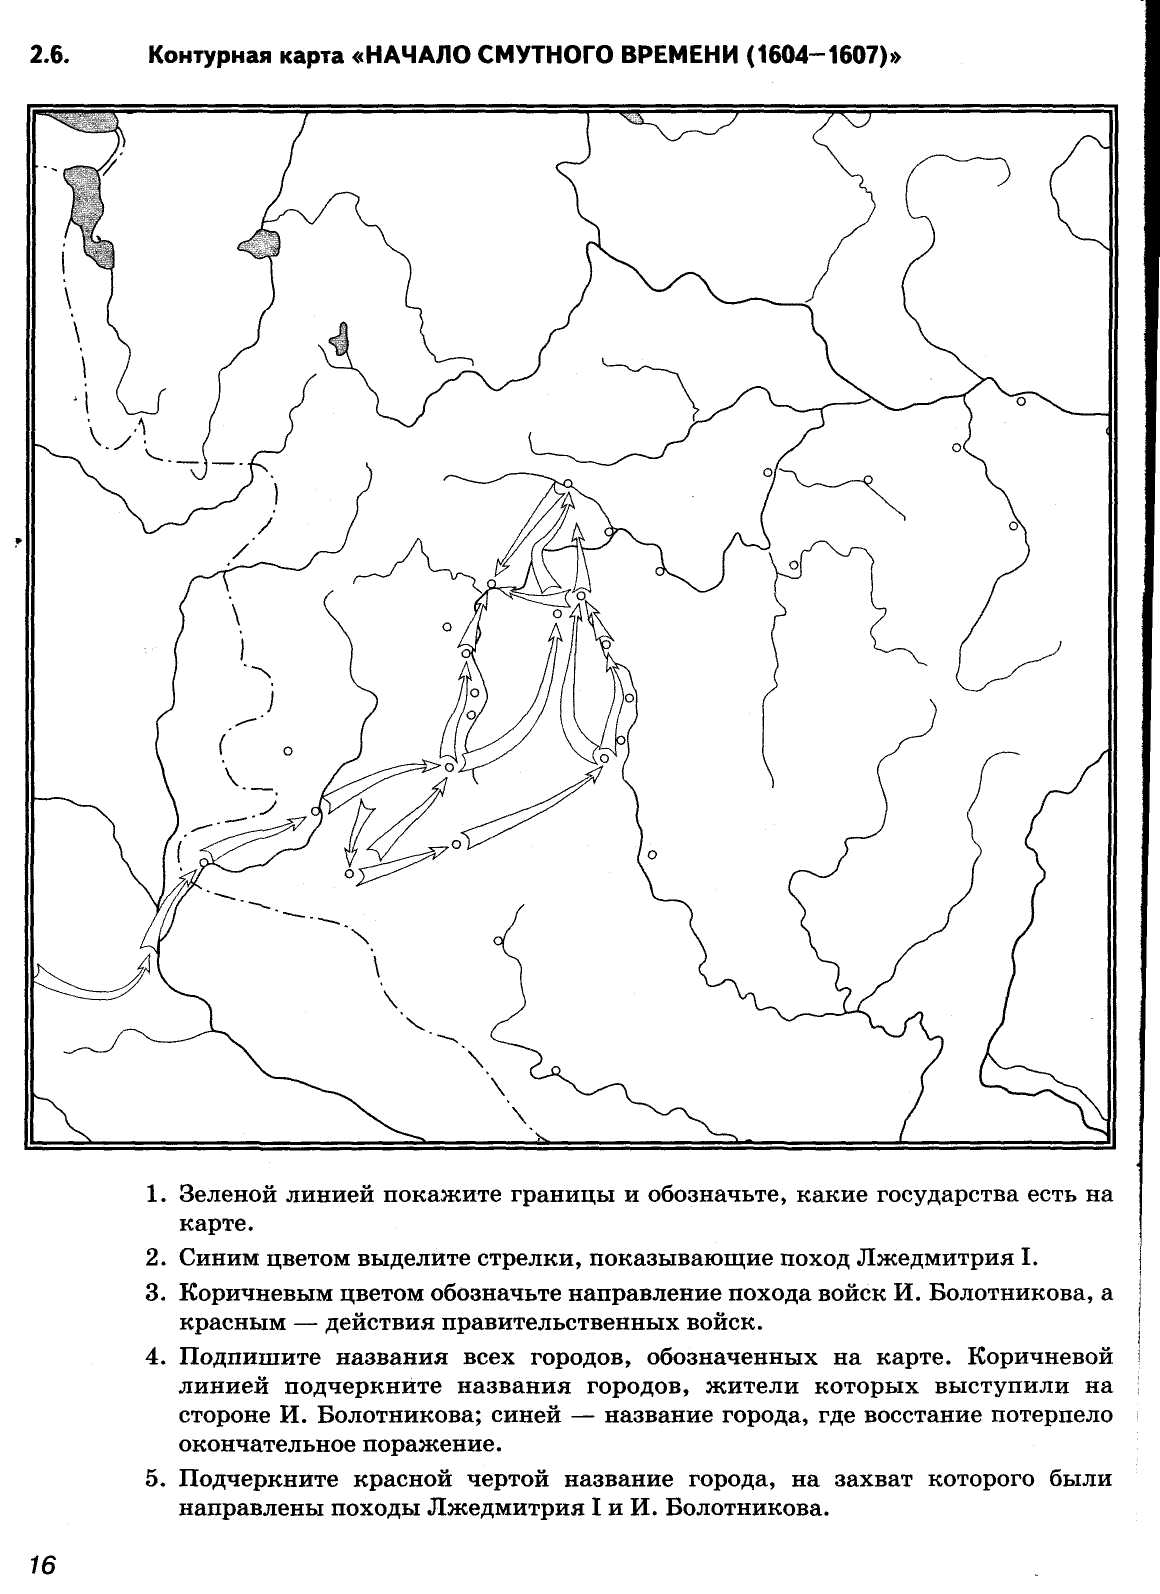 2.6. Контурная карта «НАЧАЛО СМУТНОГО ВРЕМЕНИ (1604—1607)»
1. Зеленой линией покажите границы и обозначьте, какие государства есть на
карте.
2. Синим цветом выделите стрелки, показывающие поход Лжедмитрия I.
3. Коричневым цветом обозначьте направление похода войск И. Болотникова, а
красным — действия правительственных войск.
4. Подпишите названия всех городов, обозначенных на карте. Коричневой
линией подчеркните названия городов, жители которых выступили на
стороне И. Болотникова; синей — название города, где восстание потерпело
окончательное поражение.
5. Подчеркните красной чертой название города, на захват которого были
направлены походы Лжедмитрия I и И. Болотникова.
16